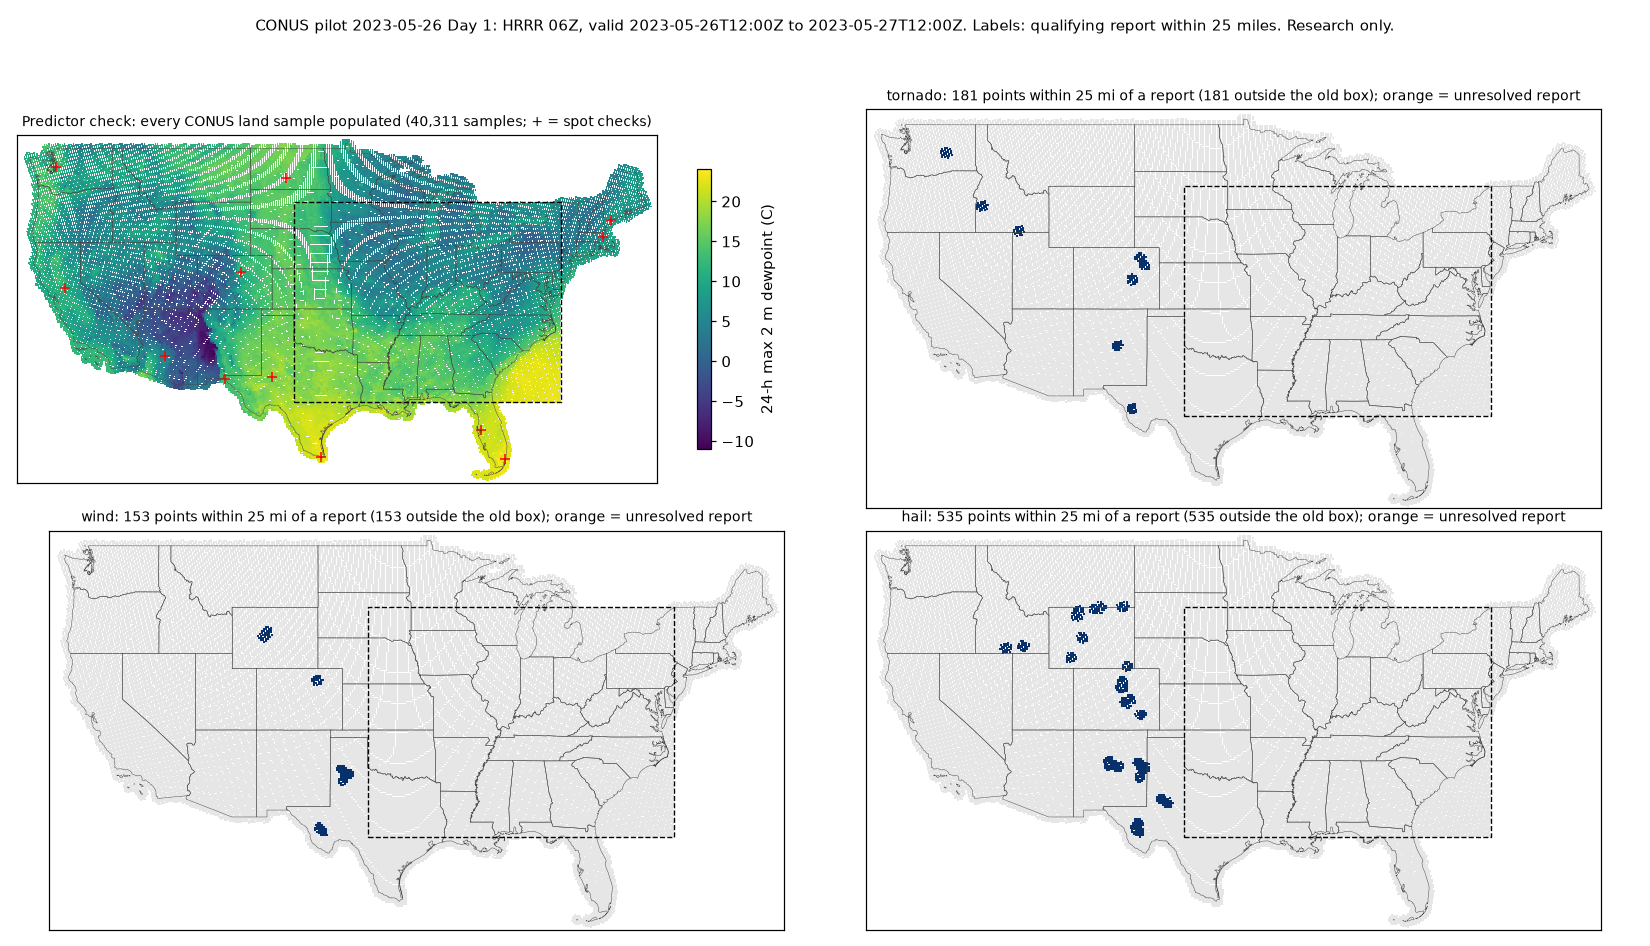 CONUS pilot 2023-05-26 Day 1: HRRR 06Z, valid 2023-05-26T12:00Z to 2023-05-27T12:00Z. Labels: qualifying report within 25 miles. Research only.
Predictor check: every CONUS land sample populated (40,311 samples; + = spot checks)
20
15
10
5
0
−5
−10
24-h max 2 m dewpoint (C)
tornado: 181 points within 25 mi of a report (181 outside the old box); orange = unresolved report
wind: 153 points within 25 mi of a report (153 outside the old box); orange = unresolved report
hail: 535 points within 25 mi of a report (535 outside the old box); orange = unresolved report